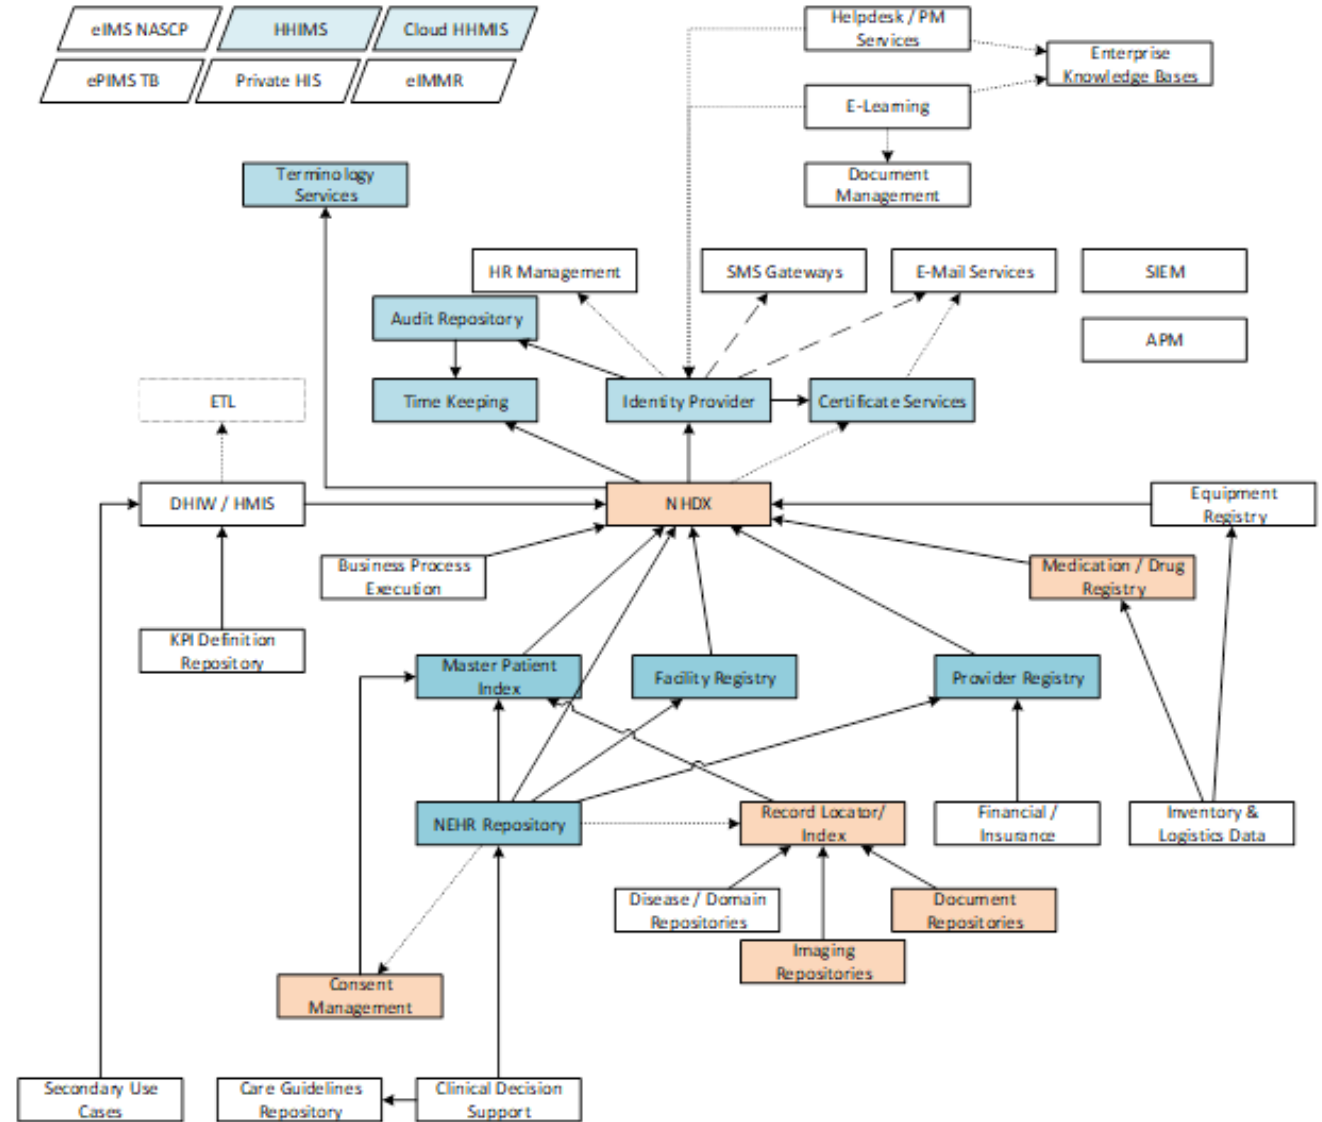 eIMS NASCP
HHIMS
Cloud HHMIS
ePIMS TB
Private HIS
eIMMR
Helpdesk / PM
Services
Enterprise
Knowledge Bases
E-Learning
Document
Management
Terminology
Services
HR Management
SMS Gateways
E-Mail Services
SIEM
Audit Repository
APM
ETL
Time Keeping
Identity Provider
Certificate Services
DHIW / HMIS
NHDX
Equipment
Registry
Business Process
Execution
Medication / Drug
Registry
KPI Definition
Repository
Master Patient
Index
Facility Registry
Provider Registry
NEHR Repository
Record Locator/
Index
Financial /
Insurance
Inventory &
Logistics Data
Disease / Domain
Repositories
Document
Repositories
Imaging
Repositories
Consent
Management
Secondary Use
Cases
Care Guidelines
Repository
Clinical Decision
Support